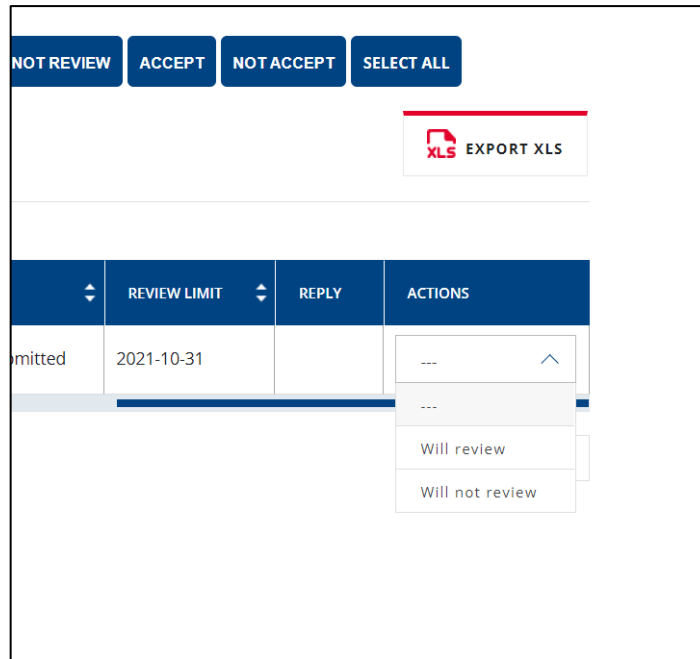 NOT REVIEW ACCEPT NOT ACCEPT SELECT ALL
XLS EXPORT XLS
REVIEW LIMIT REPLY ACTIONS
omitted 2021-10-31 ---
---
Will review
Will not review